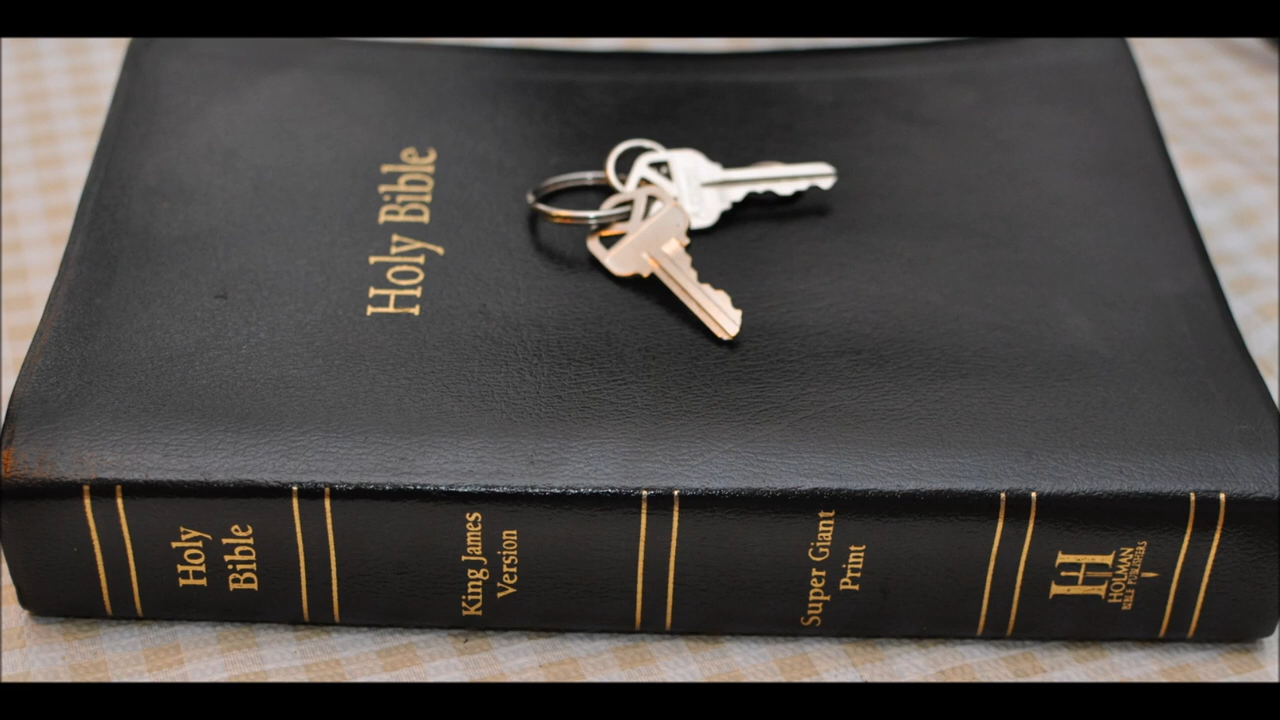 Holy Bible
Holy
Bible
King James
Version
Super Giant
Print
HOLMAN
BIBLE PUBLISHERS